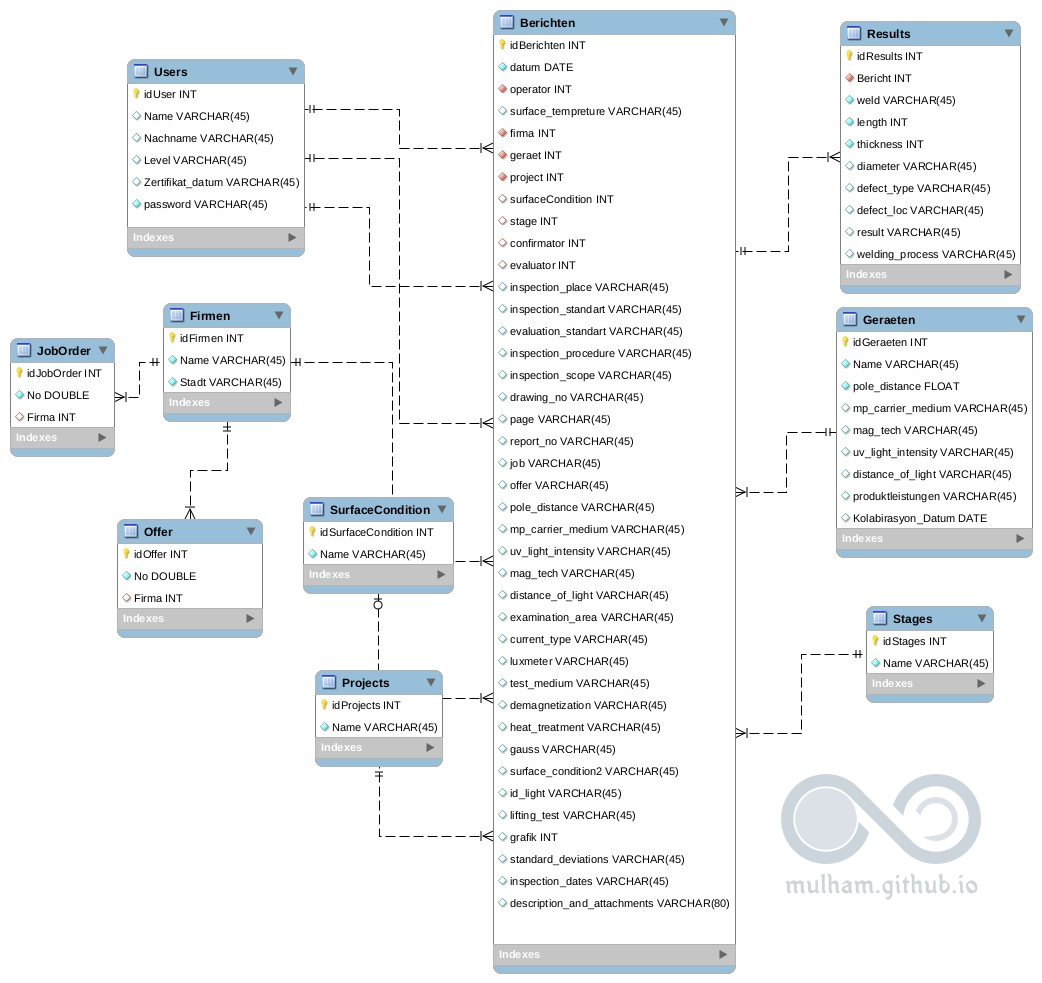 Users
idUser INT
Name VARCHAR(45)
Nachname VARCHAR(45)
Level VARCHAR(45)
Zertifikat_datum VARCHAR(45)
password VARCHAR(45)
Indexes
JobOrder
idJobOrder INT
No DOUBLE
Firma INT
Indexes
Firmen
idFirmen INT
Name VARCHAR(45)
Stadt VARCHAR(45)
Indexes
Offer
idOffer INT
No DOUBLE
Firma INT
Indexes
SurfaceCondition
idSurfaceCondition INT
Name VARCHAR(45)
Indexes
Projects
idProjects INT
Name VARCHAR(45)
Indexes
Berichten
idBerichten INT
datum DATE
operator INT
surface_tempreture VARCHAR(45)
firma INT
geraet INT
project INT
surfaceCondition INT
stage INT
confirmator INT
evaluator INT
inspection_place VARCHAR(45)
inspection_standart VARCHAR(45)
evaluation_standart VARCHAR(45)
inspection_procedure VARCHAR(45)
inspection_scope VARCHAR(45)
drawing_no VARCHAR(45)
page VARCHAR(45)
report_no VARCHAR(45)
job VARCHAR(45)
offer VARCHAR(45)
pole_distance VARCHAR(45)
mp_carrier_medium VARCHAR(45)
uv_light_intensity VARCHAR(45)
mag_tech VARCHAR(45)
distance_of_light VARCHAR(45)
examination_area VARCHAR(45)
current_type VARCHAR(45)
luxmeter VARCHAR(45)
test_medium VARCHAR(45)
demagnetization VARCHAR(45)
heat_treatment VARCHAR(45)
gauss VARCHAR(45)
surface_condition2 VARCHAR(45)
id_light VARCHAR(45)
lifting_test VARCHAR(45)
grafik INT
standard_deviations VARCHAR(45)
inspection_dates VARCHAR(45)
description_and_attachments VARCHAR(80)
Indexes
Results
idResults INT
Bericht INT
weld VARCHAR(45)
length INT
thickness INT
diameter VARCHAR(45)
defect_type VARCHAR(45)
defect_loc VARCHAR(45)
result VARCHAR(45)
welding_process VARCHAR(45)
Indexes
Geraeten
idGeraeten INT
Name VARCHAR(45)
pole_distance FLOAT
mp_carrier_medium VARCHAR(45)
mag_tech VARCHAR(45)
uv_light_intensity VARCHAR(45)
distance_of_light VARCHAR(45)
produktleistungen VARCHAR(45)
Kolabirasyon_Datum DATE
Indexes
Stages
idStages INT
Name VARCHAR(45)
Indexes
mulham.github.io